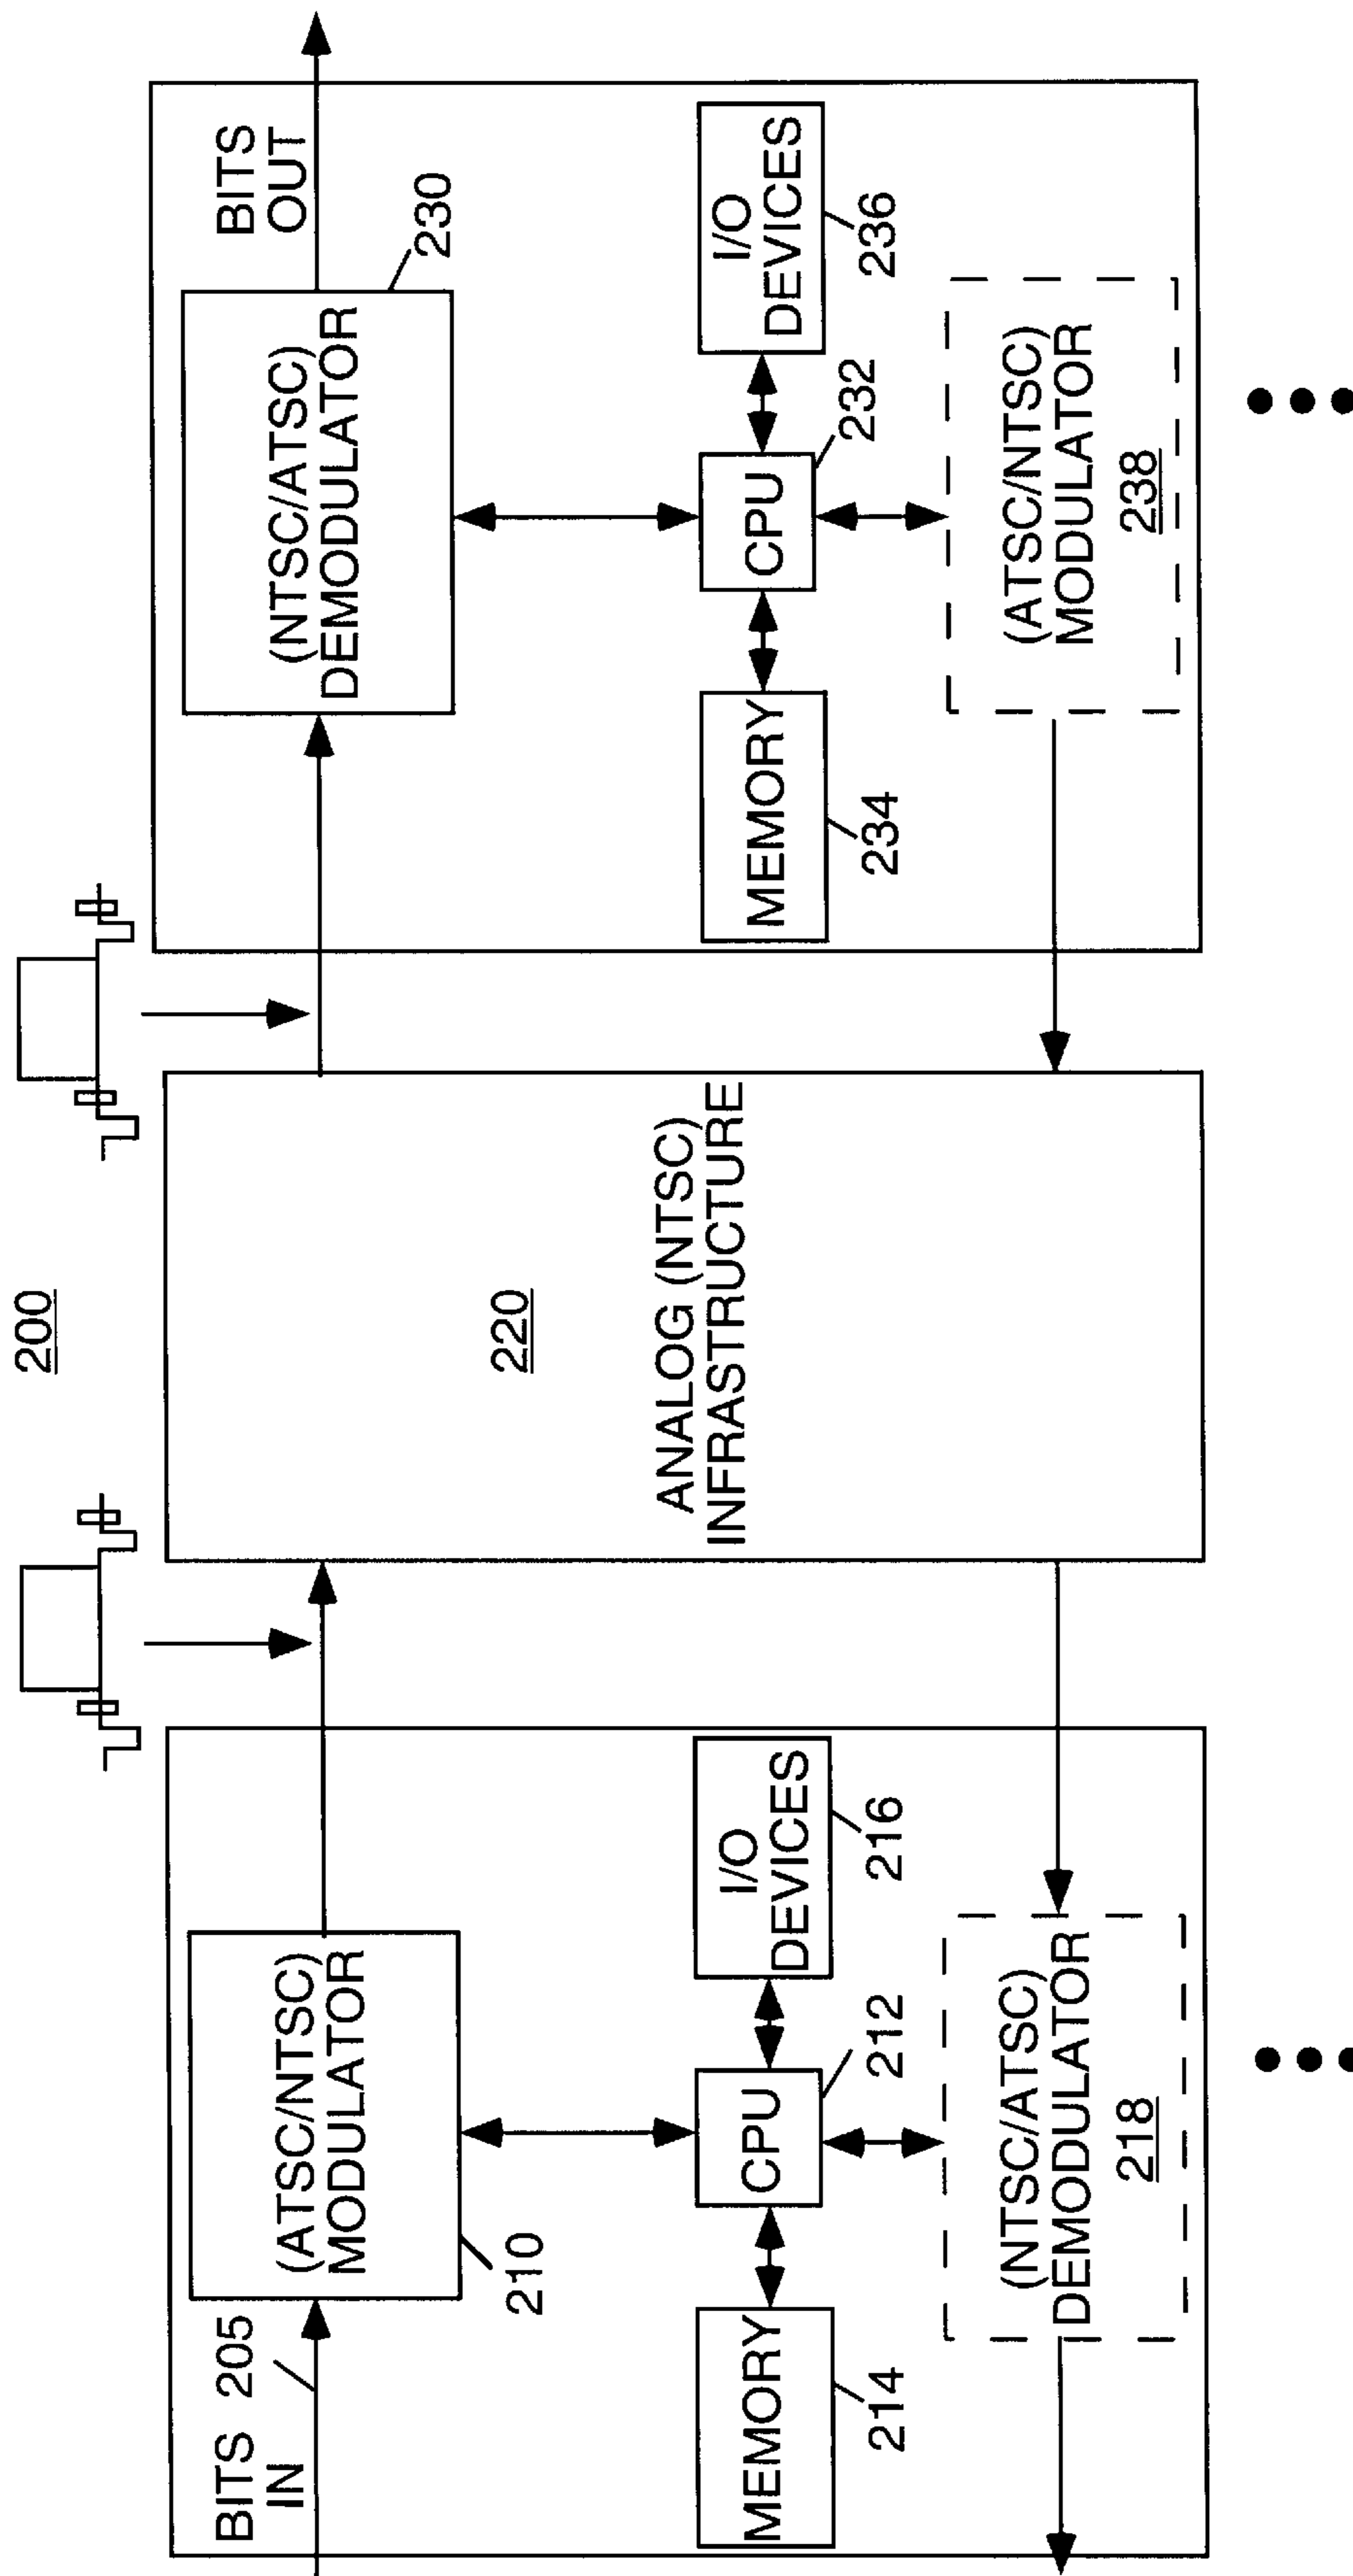 200
BITS
IN
205
(ATSC/NTSC)
MODULATOR
210
MEMORY
214
CPU
212
I/O
DEVICES
216
(NTSC/ATSC)
DEMODULATOR
218
220
ANALOG (NTSC)
INFRASTRUCTURE
(NTSC/ATSC)
DEMODULATOR
230
BITS
OUT
MEMORY
234
CPU
232
I/O
DEVICES
236
(ATSC/NTSC)
MODULATOR
238